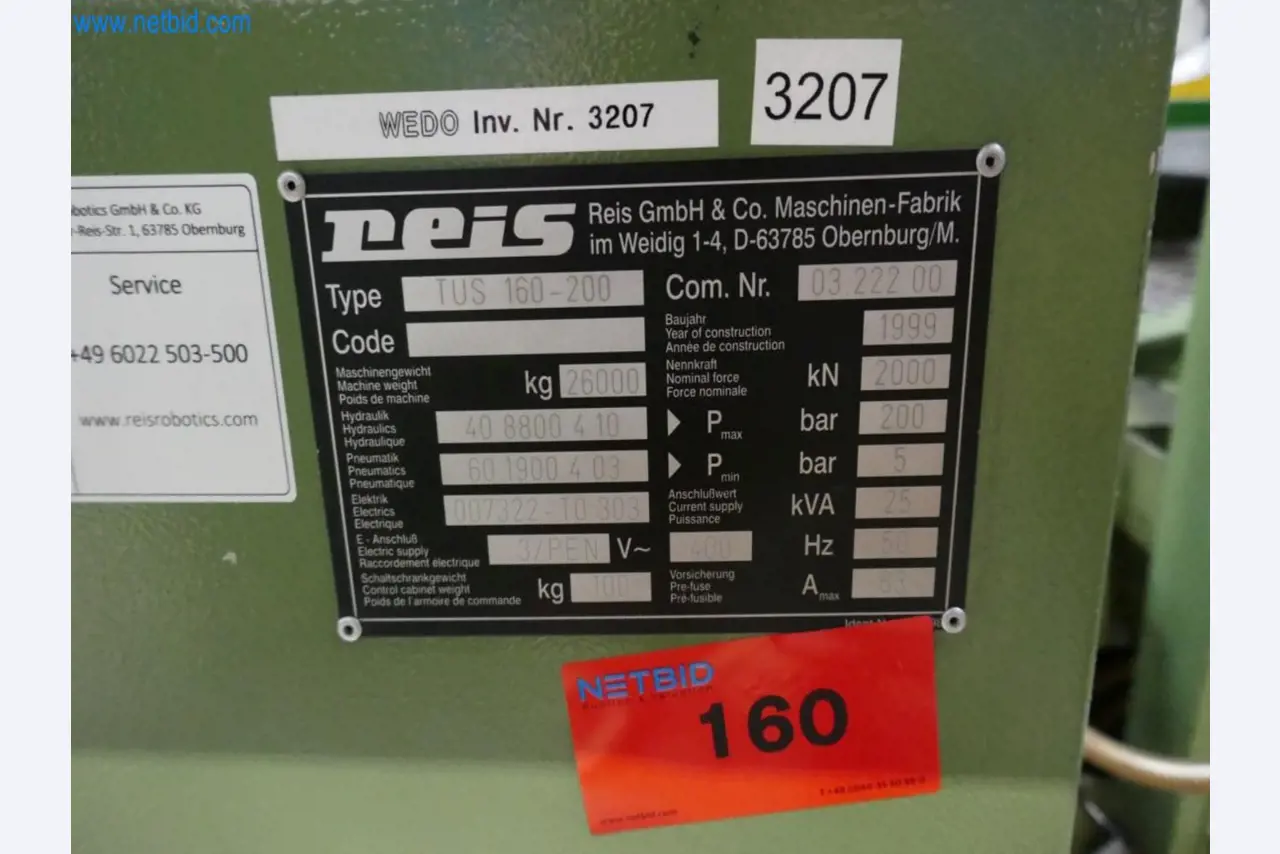 www.netbid.com
WEDO Inv. Nr. 3207
3207
botics GmbH & Co. KG
-Reis-Str. 1, 63785 Obernburg
Service
+49 6022 503-500
www.reisrobotics.com
reis Reis GmbH & Co. Maschinen-Fabrik
im Weidig 1-4, D-63785 Obernburg/M.
Type TUS 160-200
Com. Nr. 03 222 00
Code
Baujahr
Year of construction
Année de construction
1999
Maschinengewicht
Machine weight
Poids de machine
kg 26000
Nennkraft
Nominal force
Force nominale
kN 2000
Hydraulik
Hydraulics
Hydraulique
40 8800 4 10
P max bar 200
Pneumatik
Pneumatics
Pneumatique
60 1900 4 03
P min bar 5
Elektrik
Electrics
Electrique
007322-10 303
Anschlußwert
Current supply
Puissance
kVA 25
E - Anschluß
Electric supply
Raccordement électrique
3/PEN V~ 400 Hz 50
Schaltschrankgewicht
Control cabinet weight
Poids de l'armoire de commande
kg 100
Vorsicherung
Pre-fuse
Pré-fusible
A max 63
NETBID
160
www.netbid.com